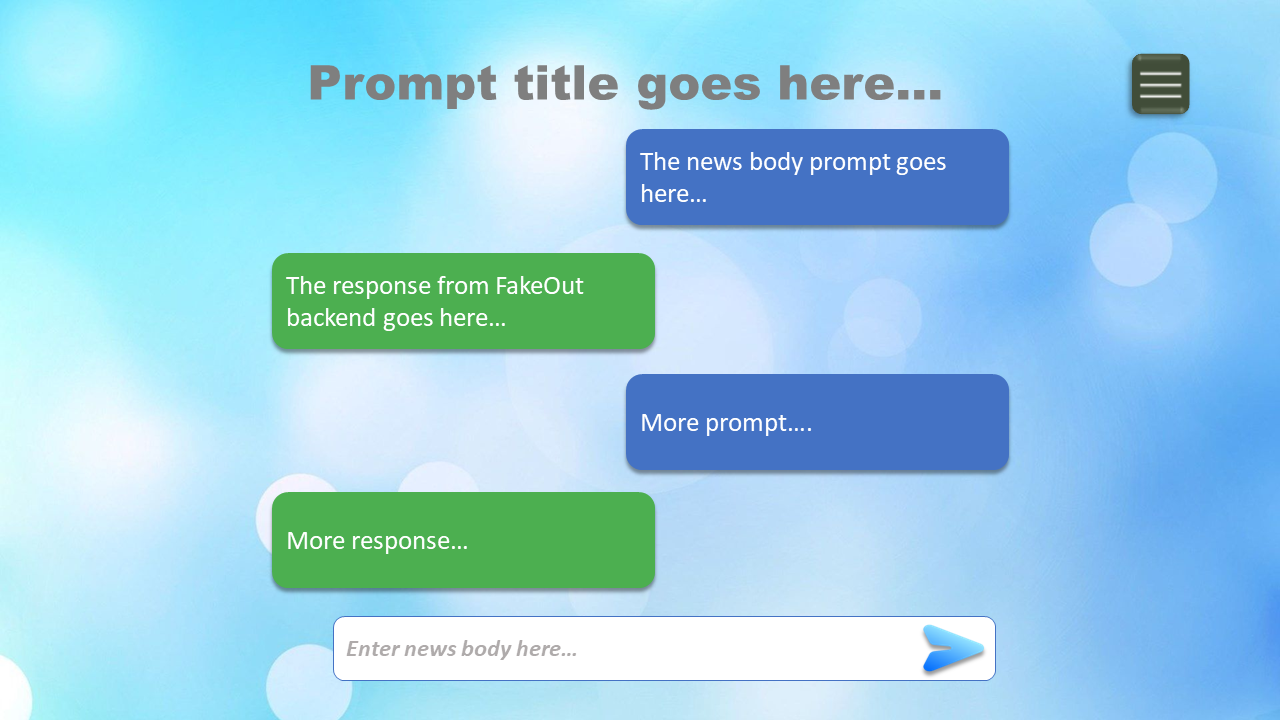 Prompt title goes here...
The news body prompt goes
here...
The response from FakeOut
backend goes here...
More prompt....
More response...
Enter news body here...